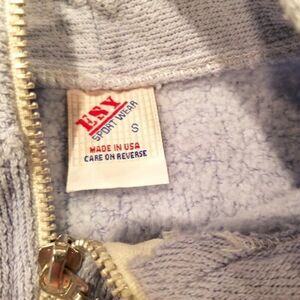 ESY
SPORT WEAR
S
MADE IN USA
CARE ON REVERSE